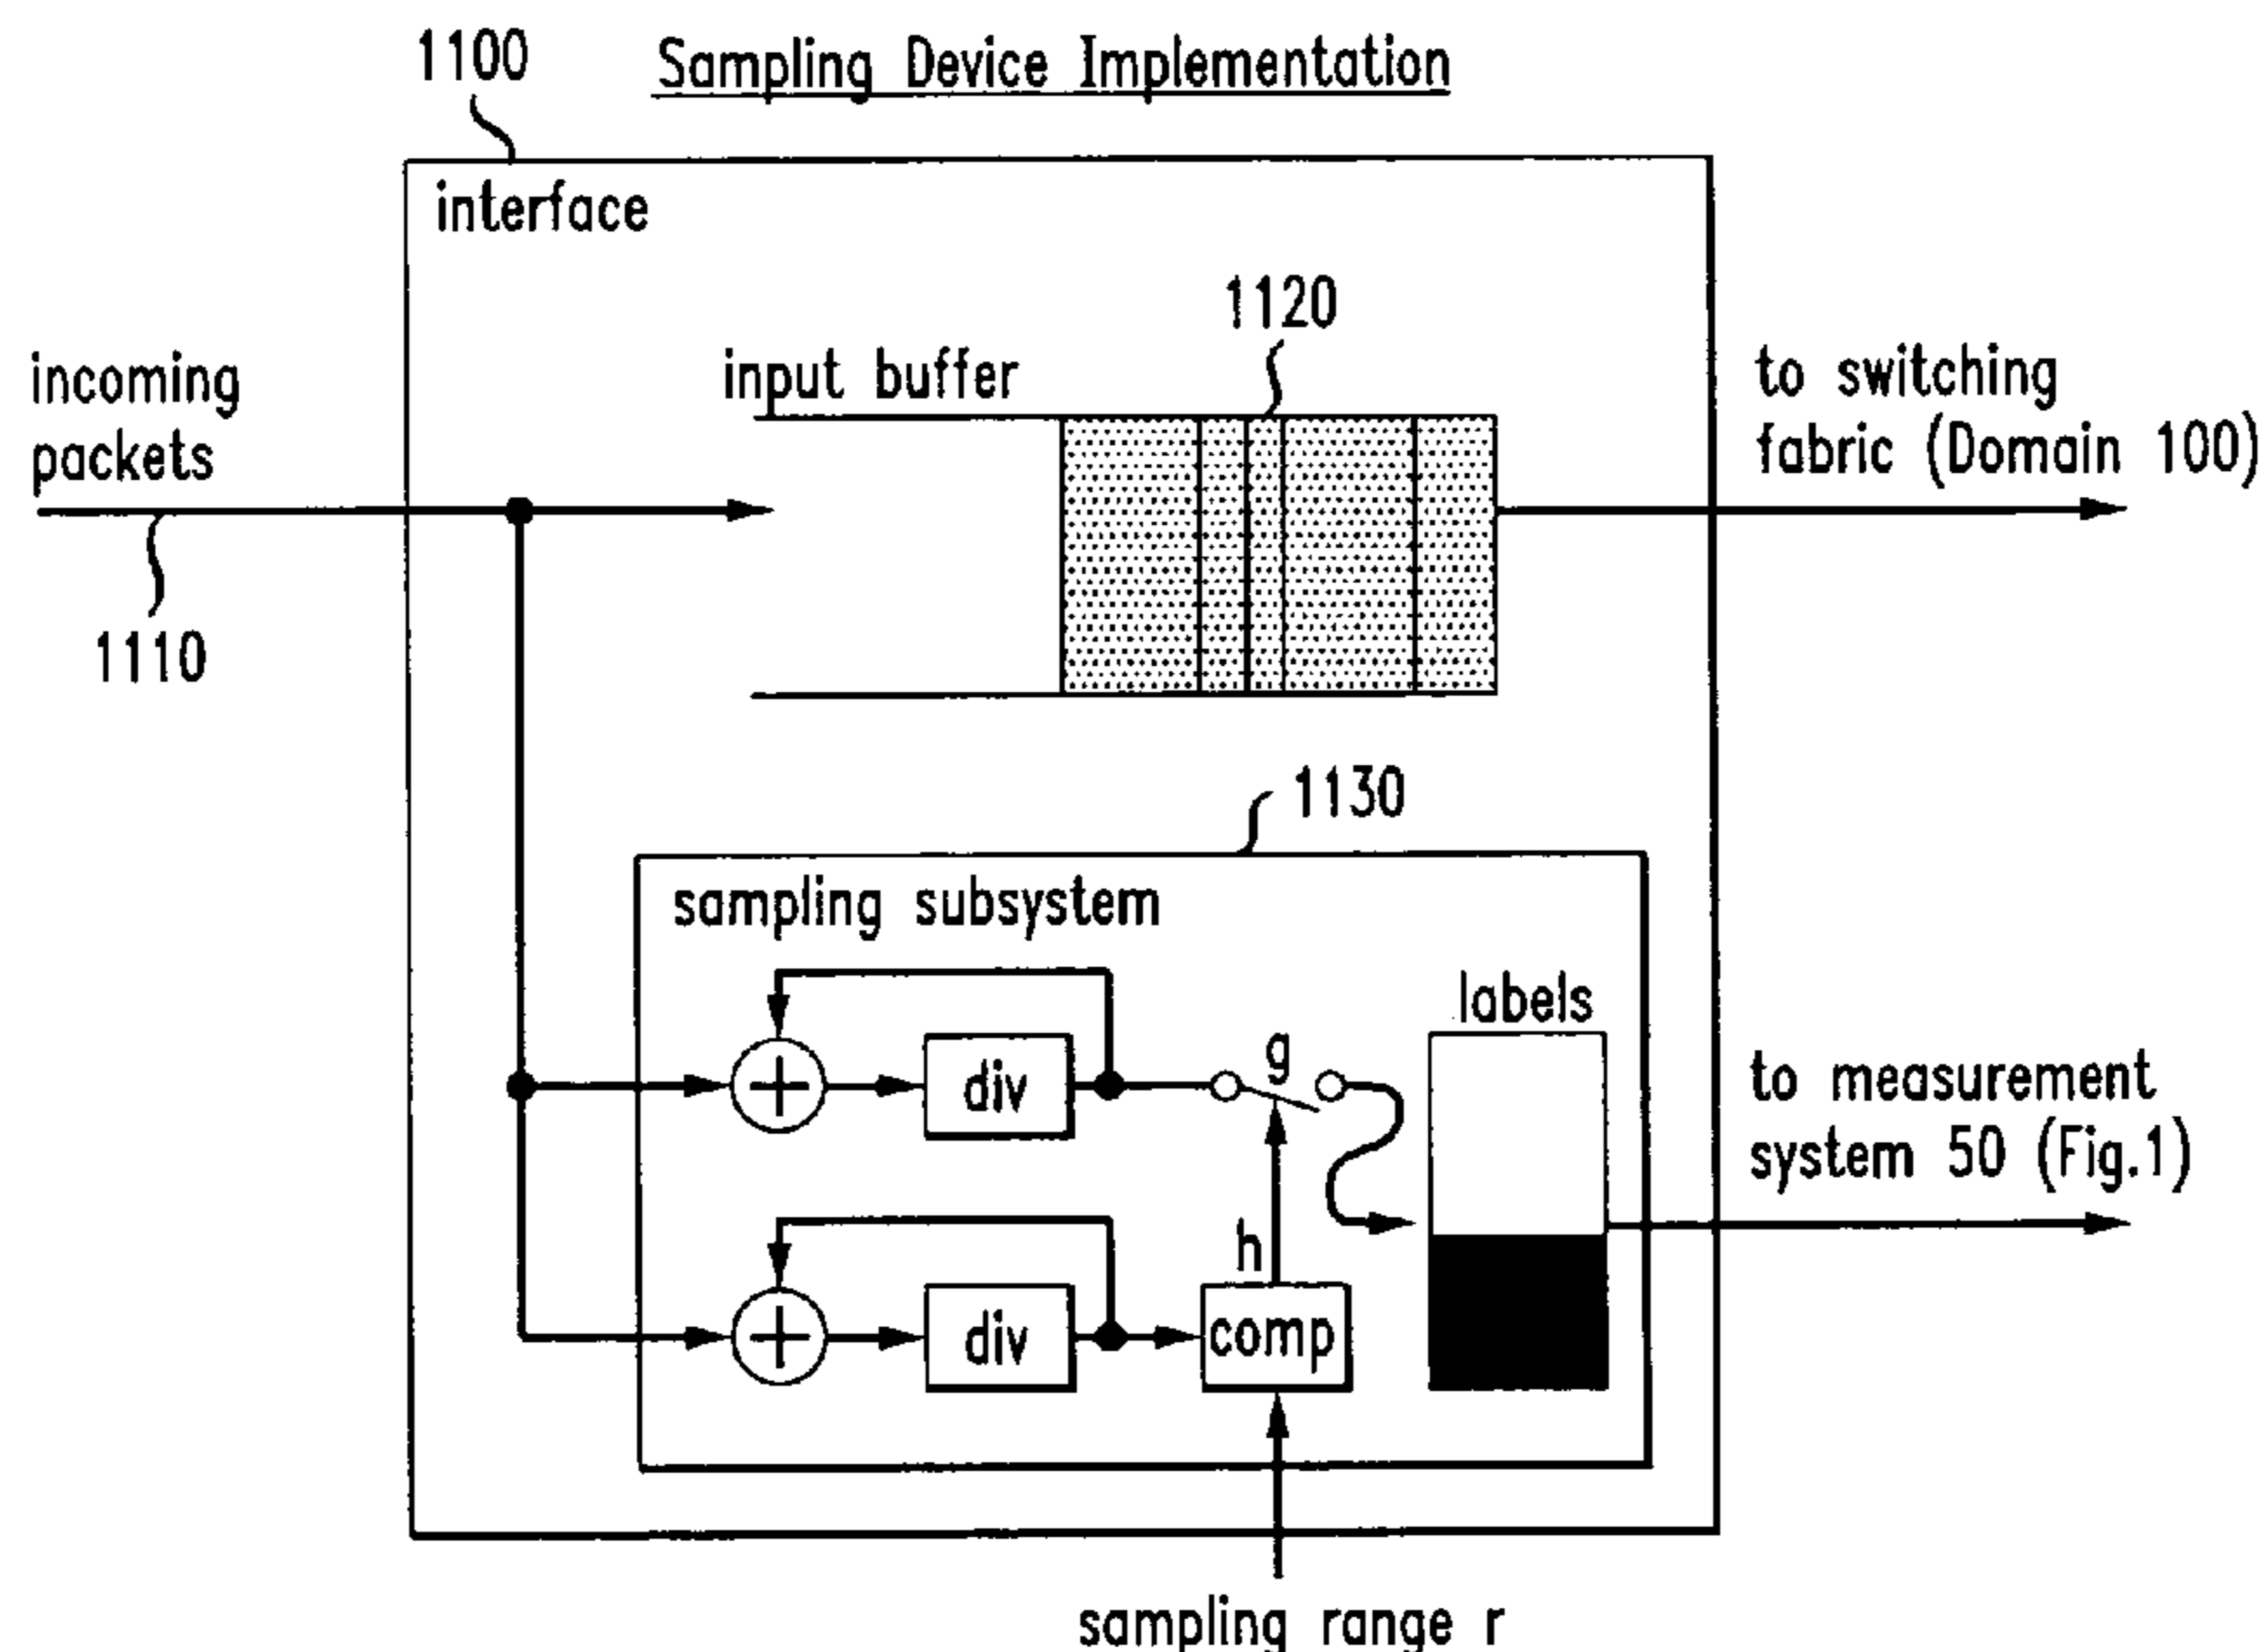 1100
Sampling Device Implementation
interface
1120
incoming
packets
input buffer
to switching
fabric (Domain 100)
1110
1130
sampling subsystem
labels
g
div
to measurement
system 50 (Fig.1)
h
div
comp
sampling range r